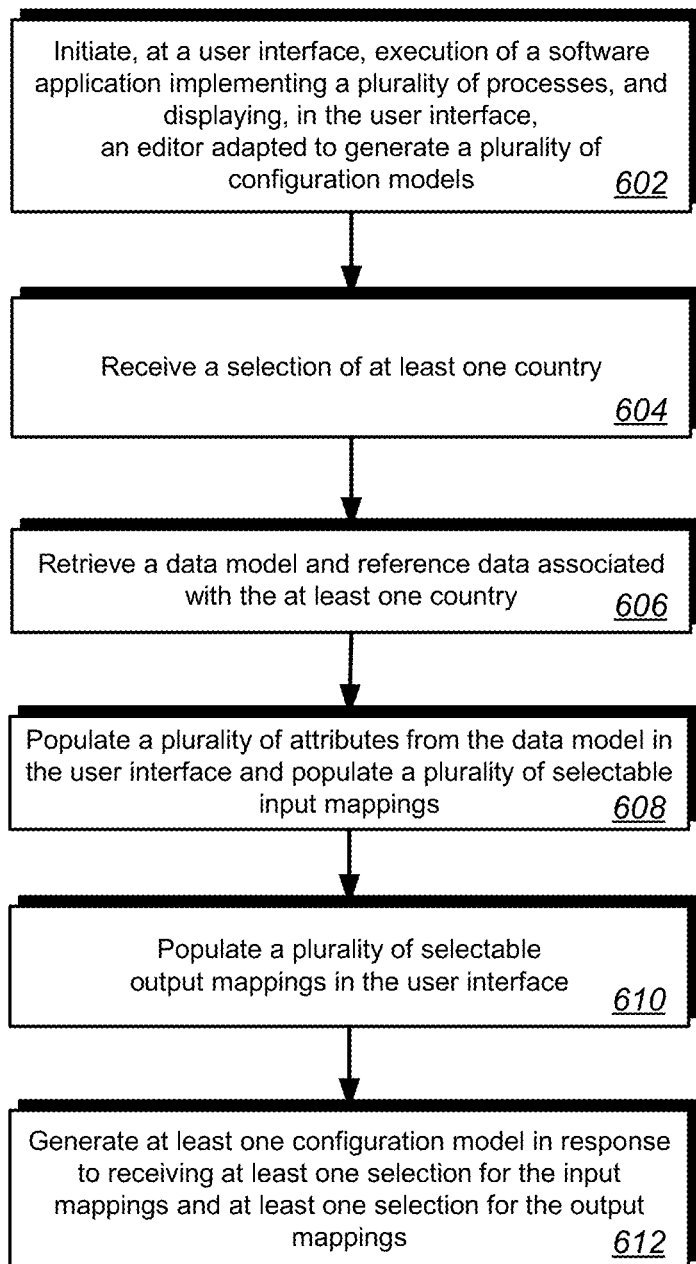 Initiate, at a user interface, execution of a software
application implementing a plurality of processes, and
displaying, in the user interface,
an editor adapted to generate a plurality of
configuration models
602
Receive a selection of at least one country
604
Retrieve a data model and reference data associated
with the at least one country
606
Populate a plurality of attributes from the data model in
the user interface and populate a plurality of selectable
input mappings
608
Populate a plurality of selectable
output mappings in the user interface
610
Generate at least one configuration model in response
to receiving at least one selection for the input
mappings and at least one selection for the output
mappings
612